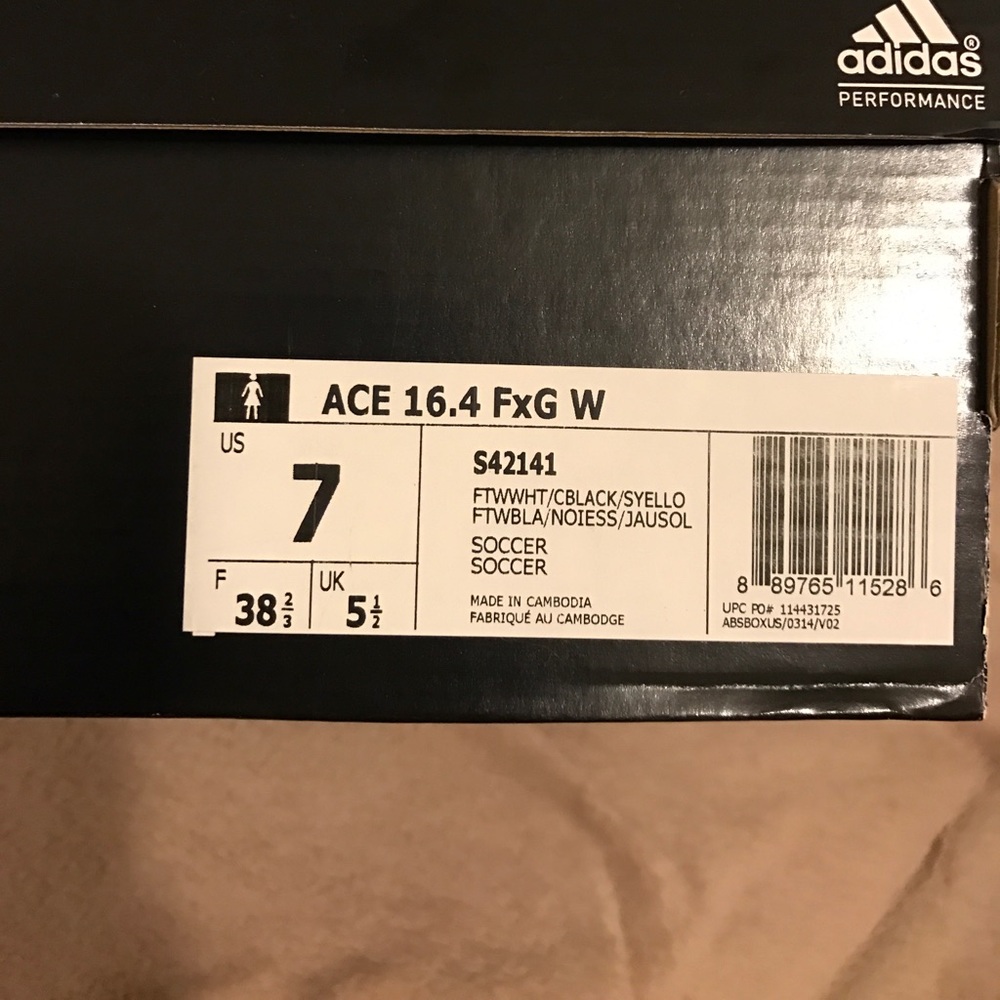 adidas®
PERFORMANCE
ACE 16.4 FxG W
US
7
F
38 2/3
UK
5 1/2
S42141
FTWWHT/CBLACK/SYELLO
FTWBLA/NOIESS/JAUSOL
SOCCER
SOCCER
MADE IN CAMBODIA
FABRIQUÉ AU CAMBODGE
8 89765 11528 6
UPC PO# 114431725
ABSBOXUS/0314/V02